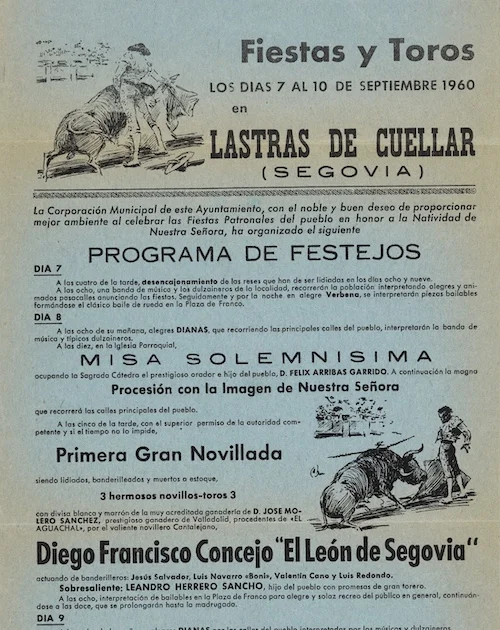 Fiestas y Toros
LOS DIAS 7 AL 10 DE SEPTIEMBRE 1960
en
LASTRAS DE CUELLAR
(SEGOVIA)
La Corporación Municipal de este Ayuntamiento, con el noble y buen deseo de proporcionar
mejor ambiente al celebrar las Fiestas Patronales del pueblo en honor a la Natividad de
Nuestra Señora, ha organizado el siguiente
PROGRAMA DE FESTEJOS
DIA 7
A las cuatro de la tarde, desencajonamiento de las reses que han de ser lidiadas en los días ocho y nueve.
A las ocho, una banda de música y los dulzaineros de la localidad, recorrerán la población interpretando alegres y ani-
mados pasacalles anunciando las fiestas. Seguidamente y por la noche en alegre Verbena, se interpretarán piezas bailables
formándose el clásico baile de rueda en la Plaza de Franco.
DIA 8
A las ocho de su mañana, alegres DIANAS, que recorriendo las principales calles del pueblo, interpretarán la banda de
música y típicos dulzaineros.
A las diez, en la Iglesia Parroquial,
MISA SOLEMNISIMA
ocupando la Sagrada Cátedra el prestigioso orador e hijo del pueblo, D. FELIX ARRIBAS GARRIDO. A continuación la magna
Procesión con la Imagen de Nuestra Señora
que recorrerá las calles principales del pueblo.
A las cinco de la tarde, con el superior permiso de la autoridad com-
petente y si el tiempo no lo impide,
Primera Gran Novillada
siendo lidiados, banderilleados y muertos a estoque,
3 hermosos novillos-toros 3
con divisa blanca y marrón de la muy acreditada ganadería de D. JOSE MO-
LERO SANCHEZ, prestigioso ganadero de Valladolid, procedentes de «EL
AGUACHAL», por el valiente novillero Cantalejano,
Diego Francisco Concejo "El León de Segovia"
actuando de banderilleros: Jesús Salvador, Luis Navarro «Boni», Valentín Cano y Luis Redondo.
Sobresaliente; LEANDRO HERRERO SANCHO, hijo del pueblo con promesas de gran torero.
A las ocho, interpretación de bailables en la Plaza de Franco para alegre y solaz recreo del público en general, continuán-
dose a las doce, que se prolongarán hasta la madrugada.
DIA 9